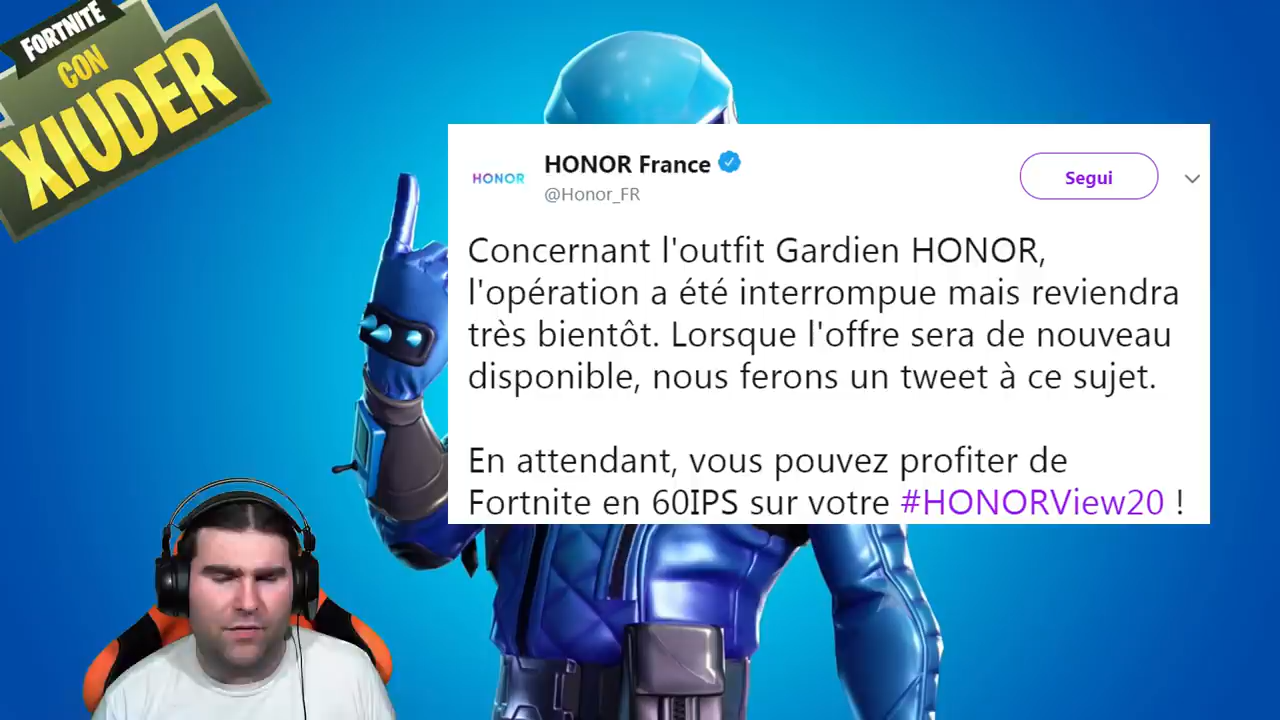 FORTNITE
CON
XIUDER
HONOR
HONOR France
@Honor_FR
Segui
Concernant l'outfit Gardien HONOR,
l'opération a été interrompue mais reviendra
très bientôt. Lorsque l'offre sera de nouveau
disponible, nous ferons un tweet à ce sujet.
En attendant, vous pouvez profiter de
Fortnite en 60IPS sur votre #HONORView20 !